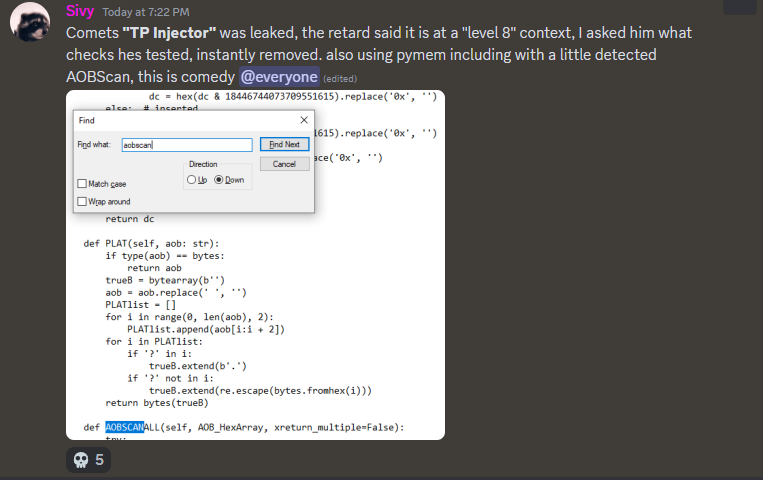 Sivy Today at 7:22 PM
Comets "TP Injector" was leaked, the retard said it is at a "level 8" context, I asked him what
checks hes tested, instantly removed. also using pymem including with a little detected
AOBScan, this is comedy @everyone (edited)
dc = hex(dc & 18446744073709551615).replace('0x', '')
else: # inserted
Find
Find what: aobscan Find Next
1615).replace('0x', '')
Direction Cancel
ace('0x', '')
Up Down
Match case
Wrap around
return dc
def PLAT(self, aob: str):
if type(aob) == bytes:
return aob
trueB = bytearray(b'')
aob = aob.replace(' ', '')
PLATlist = []
for i in range(0, len(aob), 2):
PLATlist.append(aob[i:i + 2])
for i in PLATlist:
if '?' in i:
trueB.extend(b'.')
if '?' not in i:
trueB.extend(re.escape(bytes.fromhex(i)))
return bytes(trueB)
def AOBSCANALL(self, AOB_HexArray, xreturn_multiple=False):
try:
💀 5